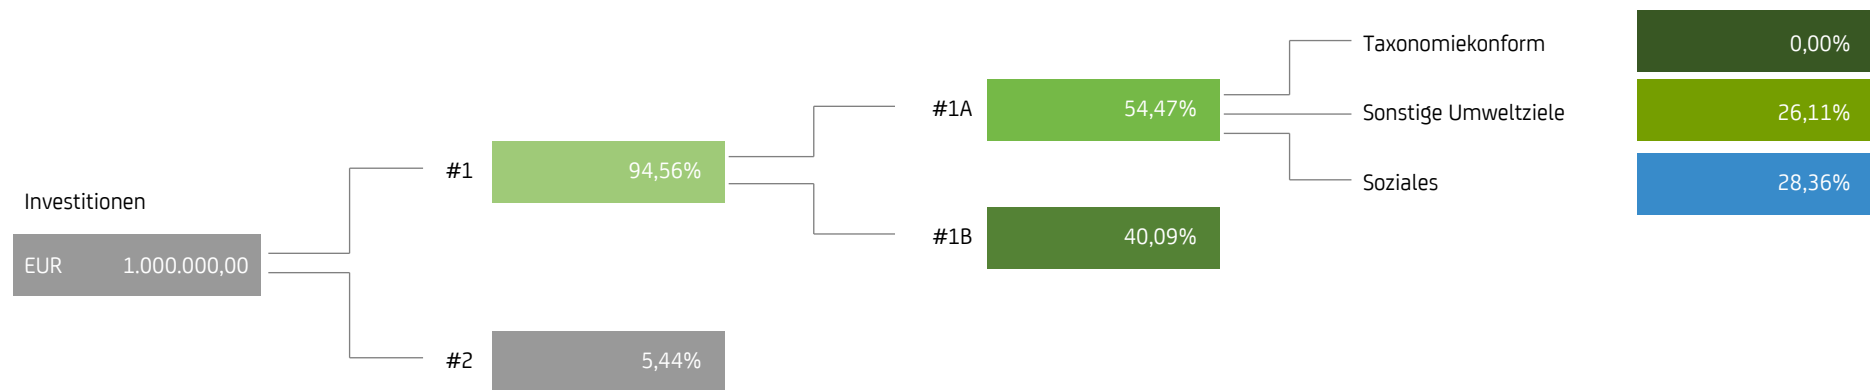 Investitionen
EUR 1.000.000,00
#1 94,56%
#2 5,44%
#1A 54,47%
#1B 40,09%
Taxonomiekonform 0,00%
Sonstige Umweltziele 26,11%
Soziales 28,36%